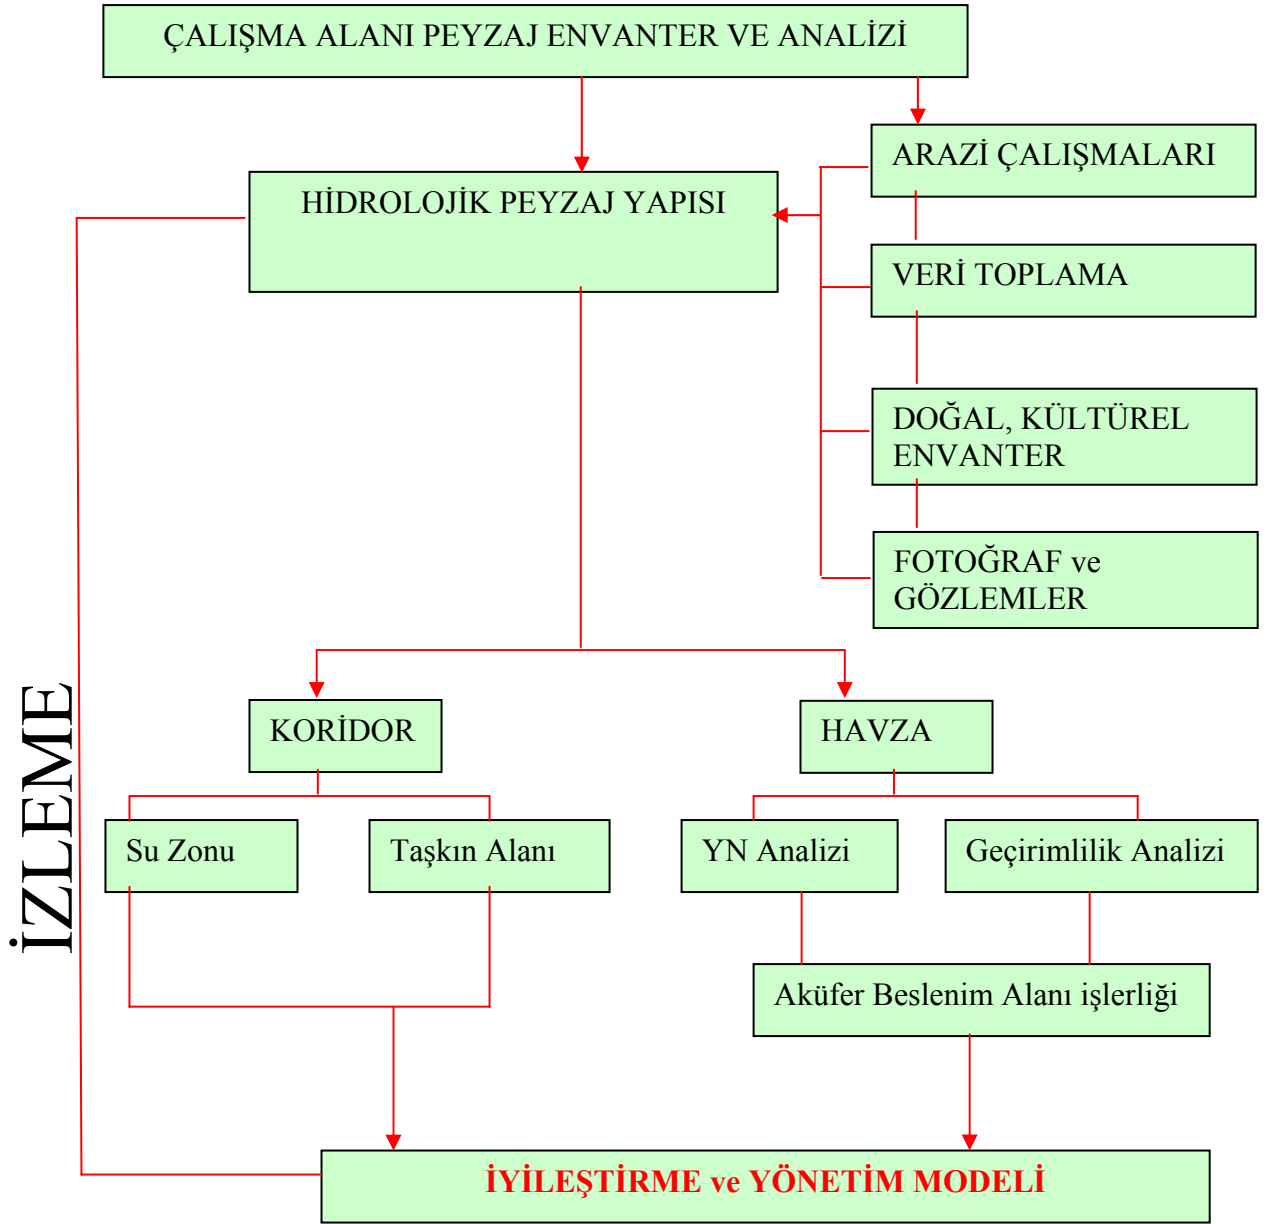 ÇALIŞMA ALANI PEYZAJ ENVANTER VE ANALİZİ
ARAZİ ÇALIŞMALARI
HİDROLOJİK PEYZAJ YAPISI
VERİ TOPLAMA
DOĞAL, KÜLTÜREL
ENVANTER
FOTOĞRAF ve
GÖZLEMLER
İZLEME
KORİDOR
HAVZA
Su Zonu
Taşkın Alanı
YN Analizi
Geçirimlilik Analizi
Aküfer Beslenim Alanı işlerliği
İYİLEŞTİRME ve YÖNETİM MODELİ